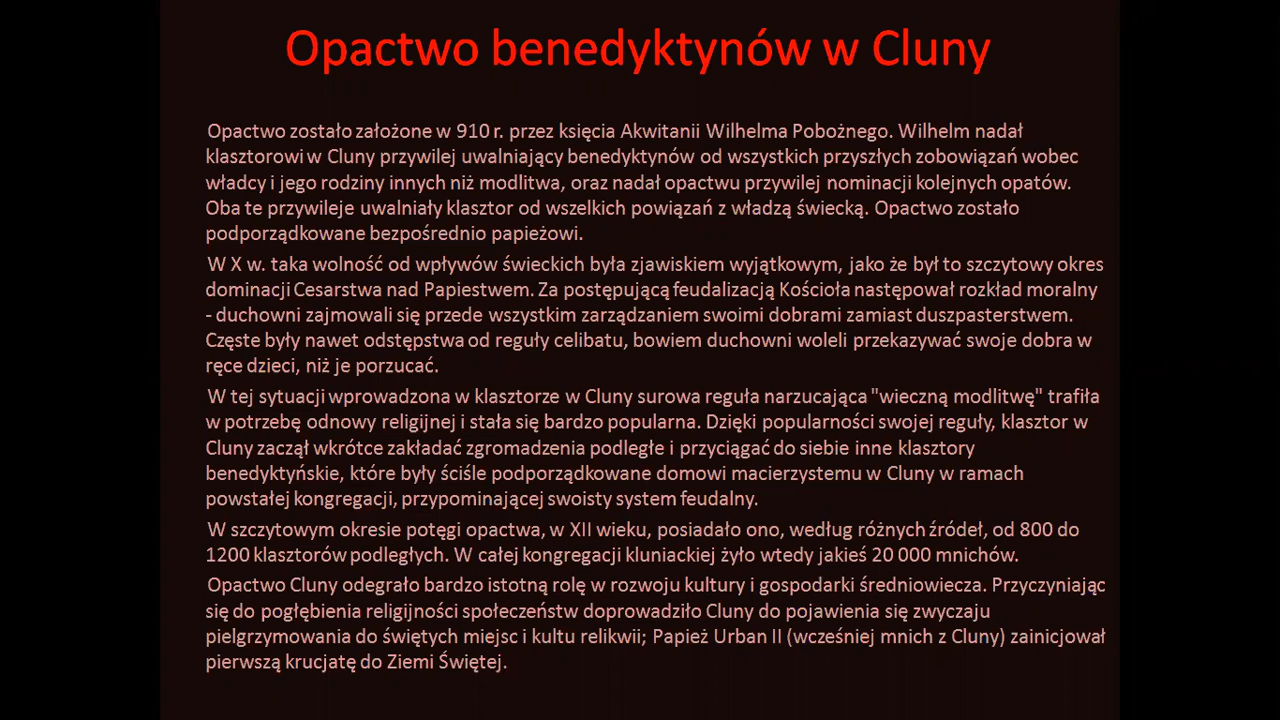 Opactwo benedyktynów w Cluny
Opactwo zostało założone w 910 r. przez księcia Akwitanii Wilhelma Pobożnego. Wilhelm nadał
klasztorowi w Cluny przywilej uwalniający benedyktynów od wszystkich przyszłych zobowiązań wobec
władcy i jego rodziny innych niż modlitwa, oraz nadał opactwu przywilej nominacji kolejnych opatów.
Oba te przywileje uwalniały klasztor od wszelkich powiązań z władzą świecką. Opactwo zostało
podporządkowane bezpośrednio papieżowi.
W X w. taka wolność od wpływów świeckich była zjawiskiem wyjątkowym, jako że był to szczytowy okres
dominacji Cesarstwa nad Papiestwem. Za postępującą feudalizacją Kościoła następował rozkład moralny
- duchowni zajmowali się przede wszystkim zarządzaniem swoimi dobrami zamiast duszpasterstwem.
Częste były nawet odstępstwa od reguły celibatu, bowiem duchowni woleli przekazywać swoje dobra w
ręce dzieci, niż je porzucać.
W tej sytuacji wprowadzona w klasztorze w Cluny surowa reguła narzucająca "wieczną modlitwę" trafiła
w potrzebę odnowy religijnej i stała się bardzo popularna. Dzięki popularności swojej reguły, klasztor w
Cluny zaczął wkrótce zakładać zgromadzenia podległe i przyciągać do siebie inne klasztory
benedyktyńskie, które były ściśle podporządkowane domowi macierzystemu w Cluny w ramach
powstałej kongregacji, przypominającej swoisty system feudalny.
W szczytowym okresie potęgi opactwa, w XII wieku, posiadało ono, według różnych źródeł, od 800 do
1200 klasztorów podległych. W całej kongregacji kluniackiej żyło wtedy jakieś 20 000 mnichów.
Opactwo Cluny odegrało bardzo istotną rolę w rozwoju kultury i gospodarki średniowiecza. Przyczyniając
się do pogłębienia religijności społeczeństw doprowadziło Cluny do pojawienia się zwyczaju
pielgrzymowania do świętych miejsc i kultu relikwii; Papież Urban II (wcześniej mnich z Cluny) zainicjował
pierwszą krucjatę do Ziemi Świętej.